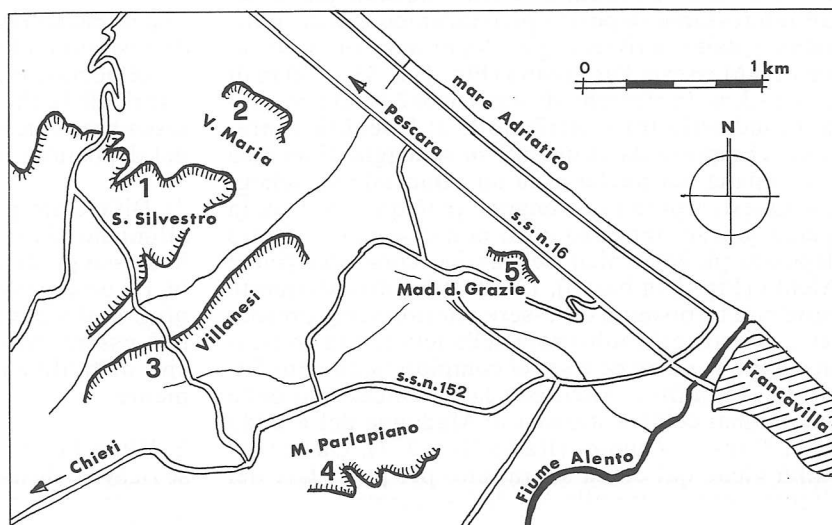 0 1 km
mare Adriatico
Pescara
N
2
V. Maria
1
S. Silvestro
s.s.n.16
5
Mad. d. Grazie
Villanesi
3
s.s.n.152
Francavilla
M. Parlapiano
4
Chieti
Fiume Alento